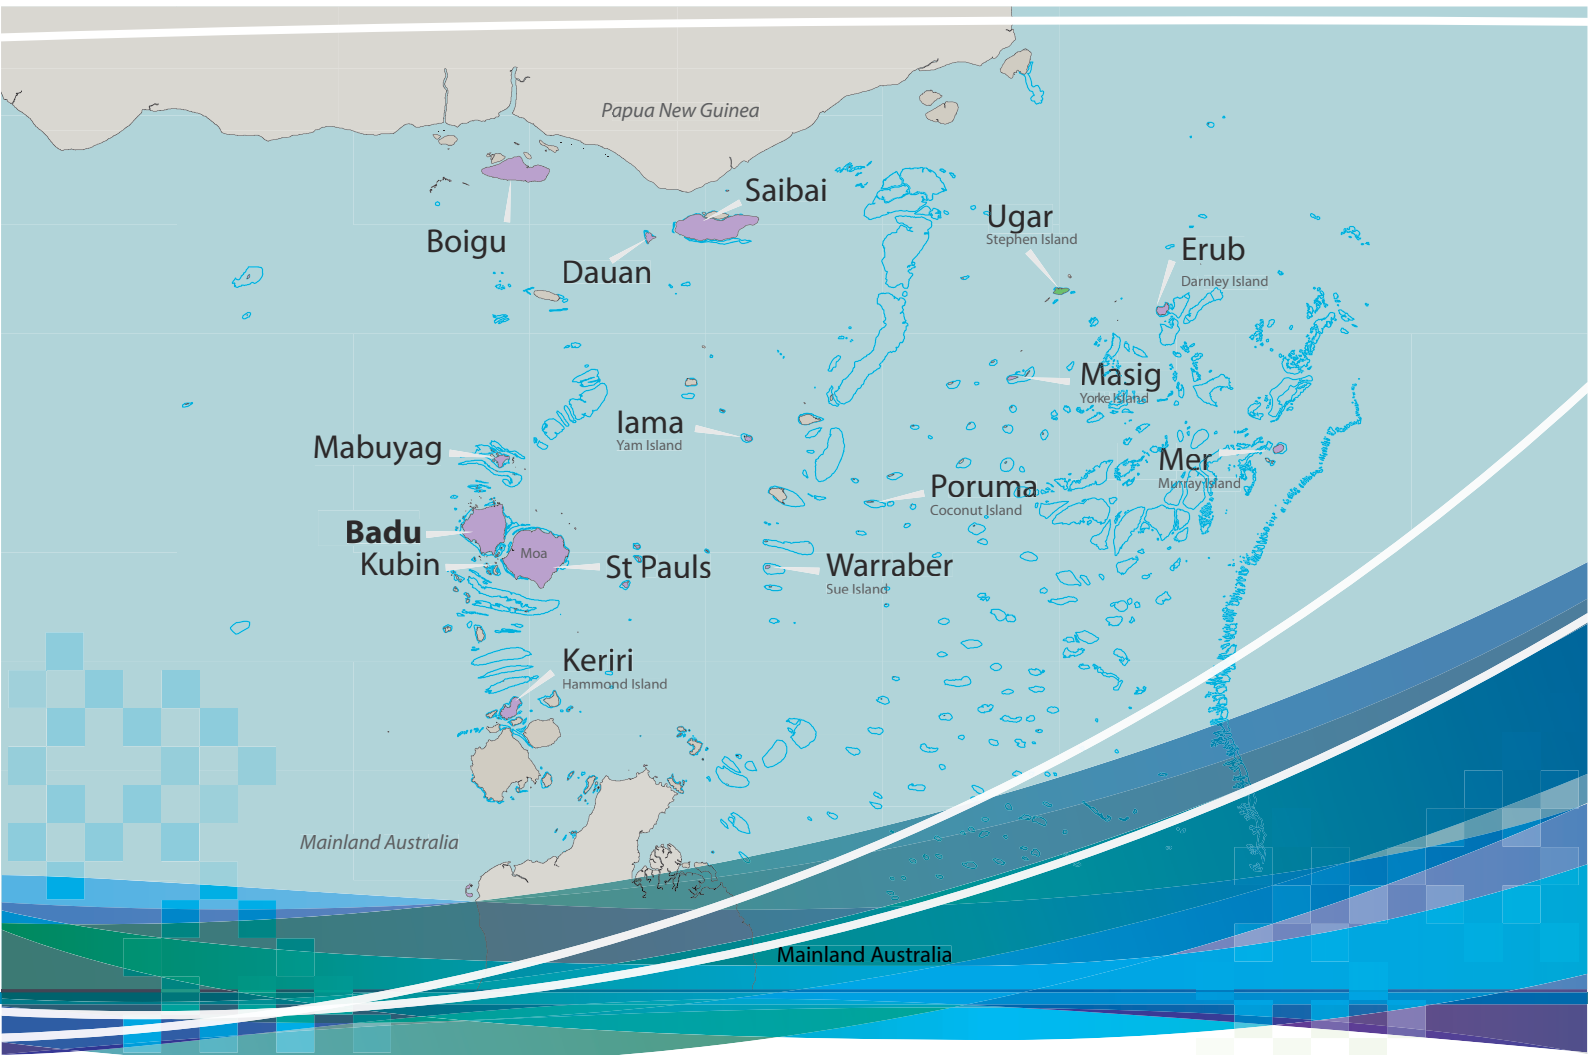 Papua New Guinea
Saibai
Boigu
Dauan
Ugar
Stephen Island
Erub
Darnley Island
Masig
Yorke Island
Iama
Yam Island
Mabuyag
Mer
Murray Island
Poruma
Coconut Island
Badu
Kubin
Moa
St Pauls
Warraber
Sue Island
Keriri
Hammond Island
Mainland Australia
Mainland Australia